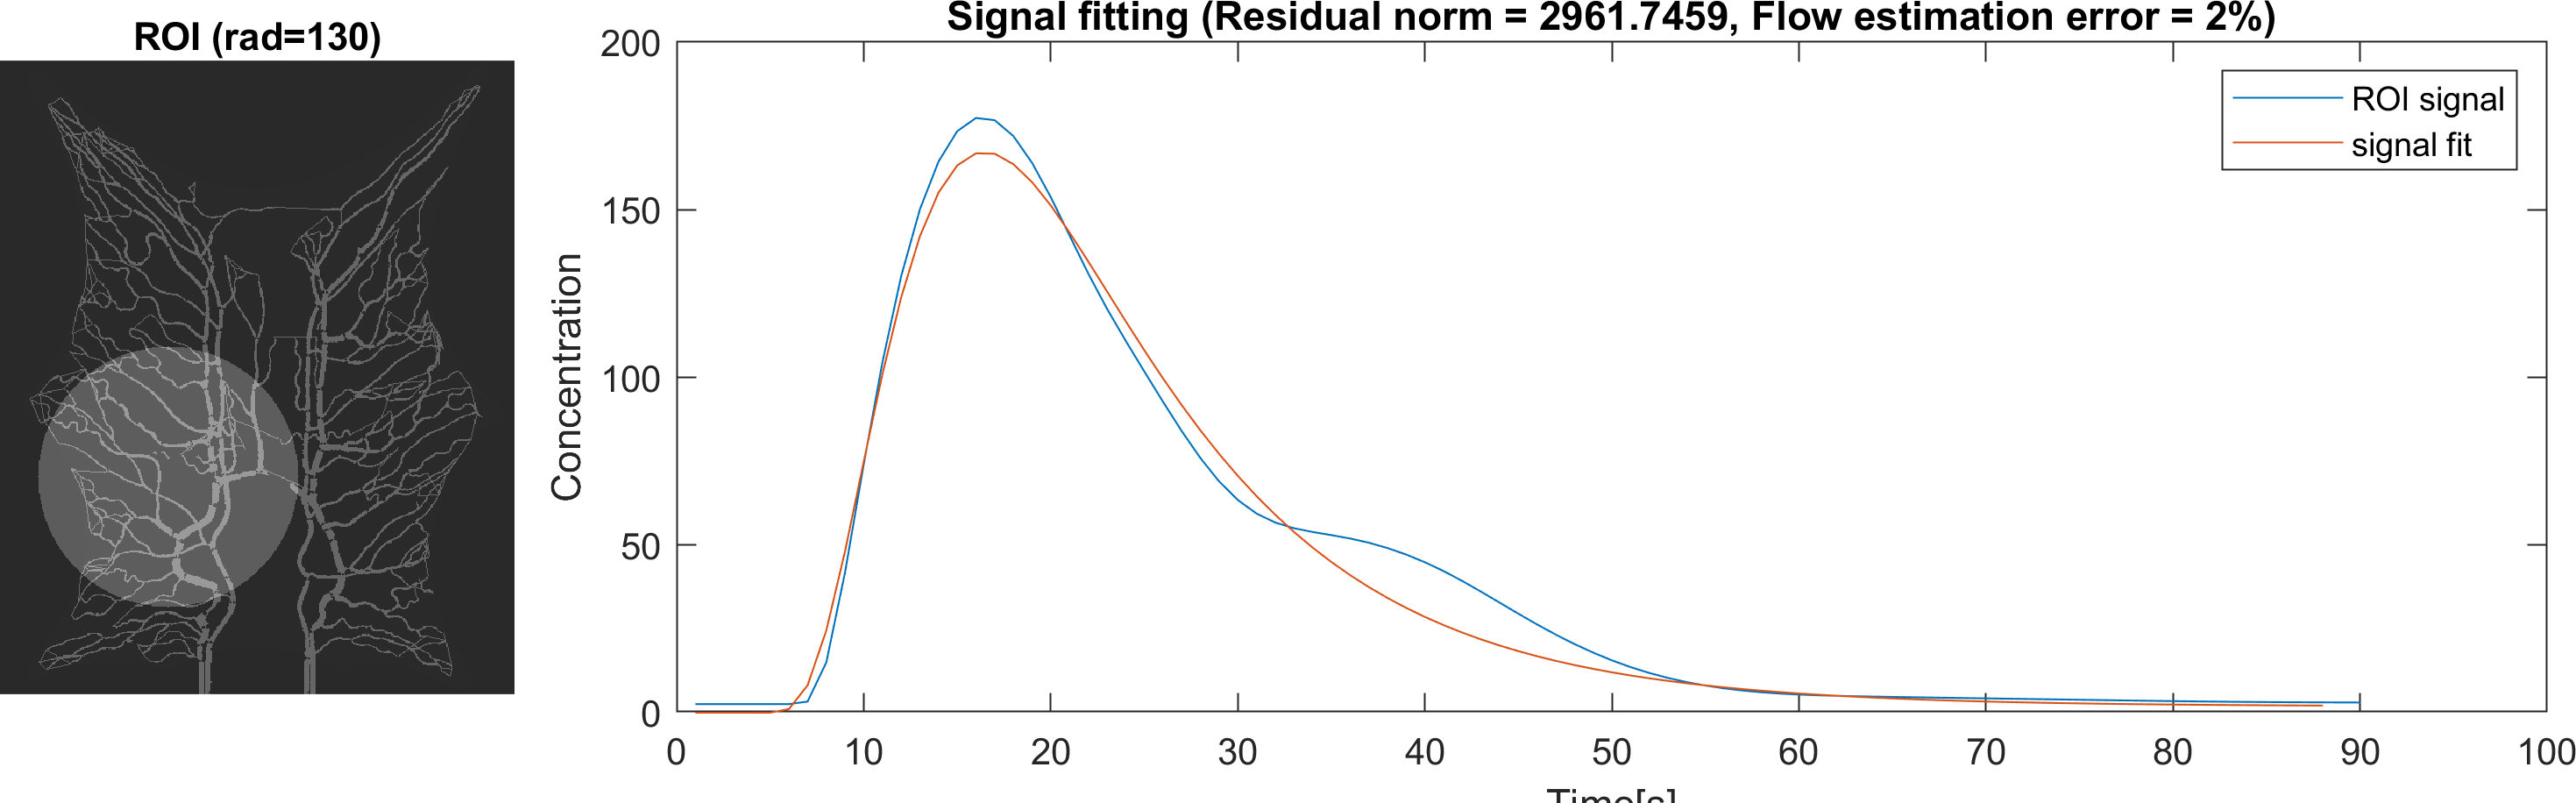 ROI (rad=130)
Signal fitting (Residual norm = 2961.7459, Flow estimation error = 2%)
200
150
100
50
0
Concentration
ROI signal
signal fit
0 10 20 30 40 50 60 70 80 90 100
Time[s]